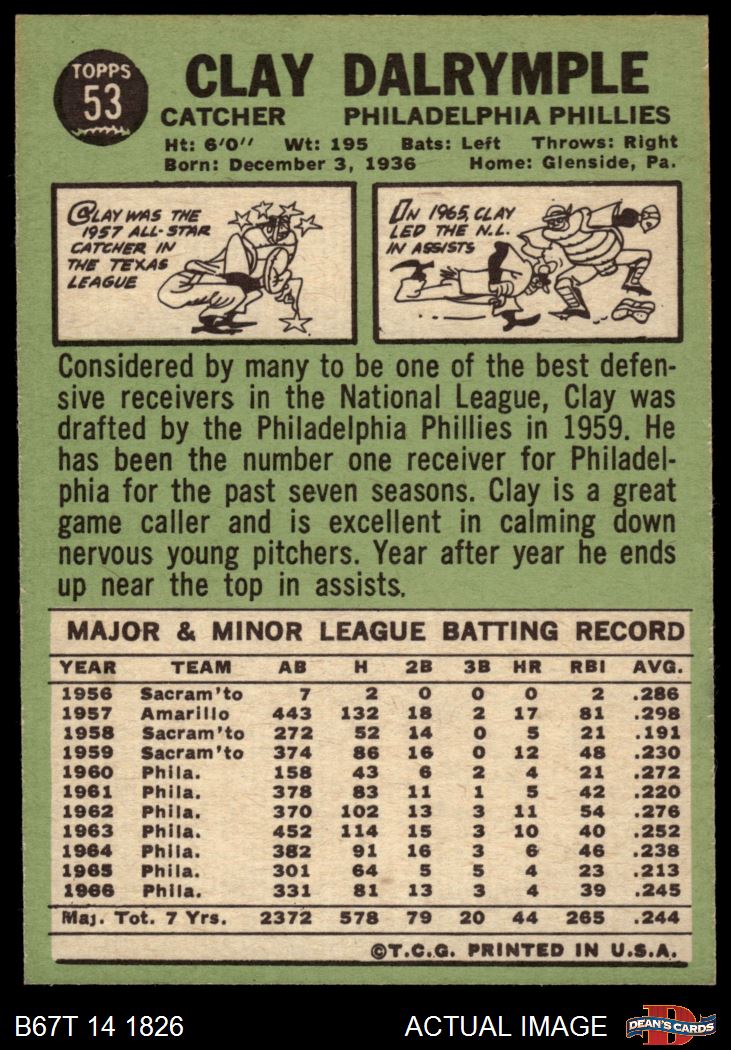 TOPPS
53
CLAY DALRYMPLE
CATCHER PHILADELPHIA PHILLIES
Ht: 6'0" Wt: 195 Bats: Left Throws: Right
Born: December 3, 1936 Home: Glenside, Pa.
CLAY WAS THE
1957 ALL-STAR
CATCHER IN
THE TEXAS
LEAGUE
IN 1965, CLAY
LED THE N.L.
IN ASSISTS
Considered by many to be one of the best defen-
sive receivers in the National League, Clay was
drafted by the Philadelphia Phillies in 1959. He
has been the number one receiver for Philadel-
phia for the past seven seasons. Clay is a great
game caller and is excellent in calming down
nervous young pitchers. Year after year he ends
up near the top in assists.
MAJOR & MINOR LEAGUE BATTING RECORD
YEAR TEAM AB H 2B 3B HR RBI AVG.
1956 Sacram'to 7 2 0 0 0 2 .286
1957 Amarillo 443 132 18 2 17 81 .298
1958 Sacram'to 272 52 14 0 5 21 .191
1959 Sacram'to 374 86 16 0 12 48 .230
1960 Phila. 158 43 6 2 4 21 .272
1961 Phila. 378 83 11 1 5 42 .220
1962 Phila. 370 102 13 3 11 54 .276
1963 Phila. 452 114 15 3 10 40 .252
1964 Phila. 382 91 16 3 6 46 .238
1965 Phila. 301 64 5 5 4 23 .213
1966 Phila. 331 81 13 3 4 39 .245
Maj. Tot. 7 Yrs. 2372 578 79 20 44 265 .244
©T.C.G. PRINTED IN U.S.A.
B67T 14 1826 ACTUAL IMAGE
D
DEAN'S CARDS